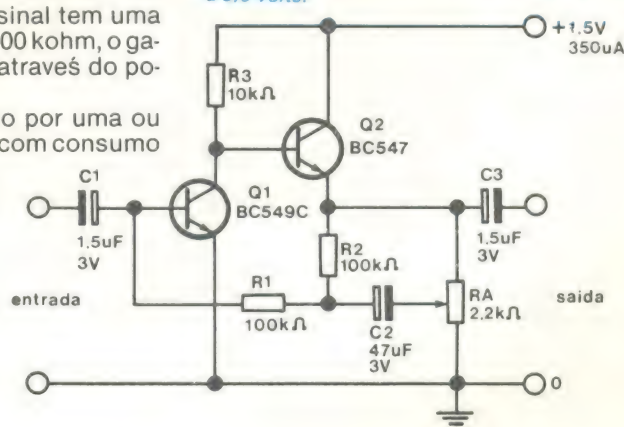 sinal tem uma
00 kohm, o ga-
através do po-
o por uma ou
com consumo
+1.5V
350uA
R3
10kΩ
Q2
BC547
C1
1,5uF
3V
Q1
BC549C
C3
1,5uF
3V
R2
100kΩ
R1
100kΩ
RA
2,2kΩ
C2
47uF
3V
entrada
saida
0